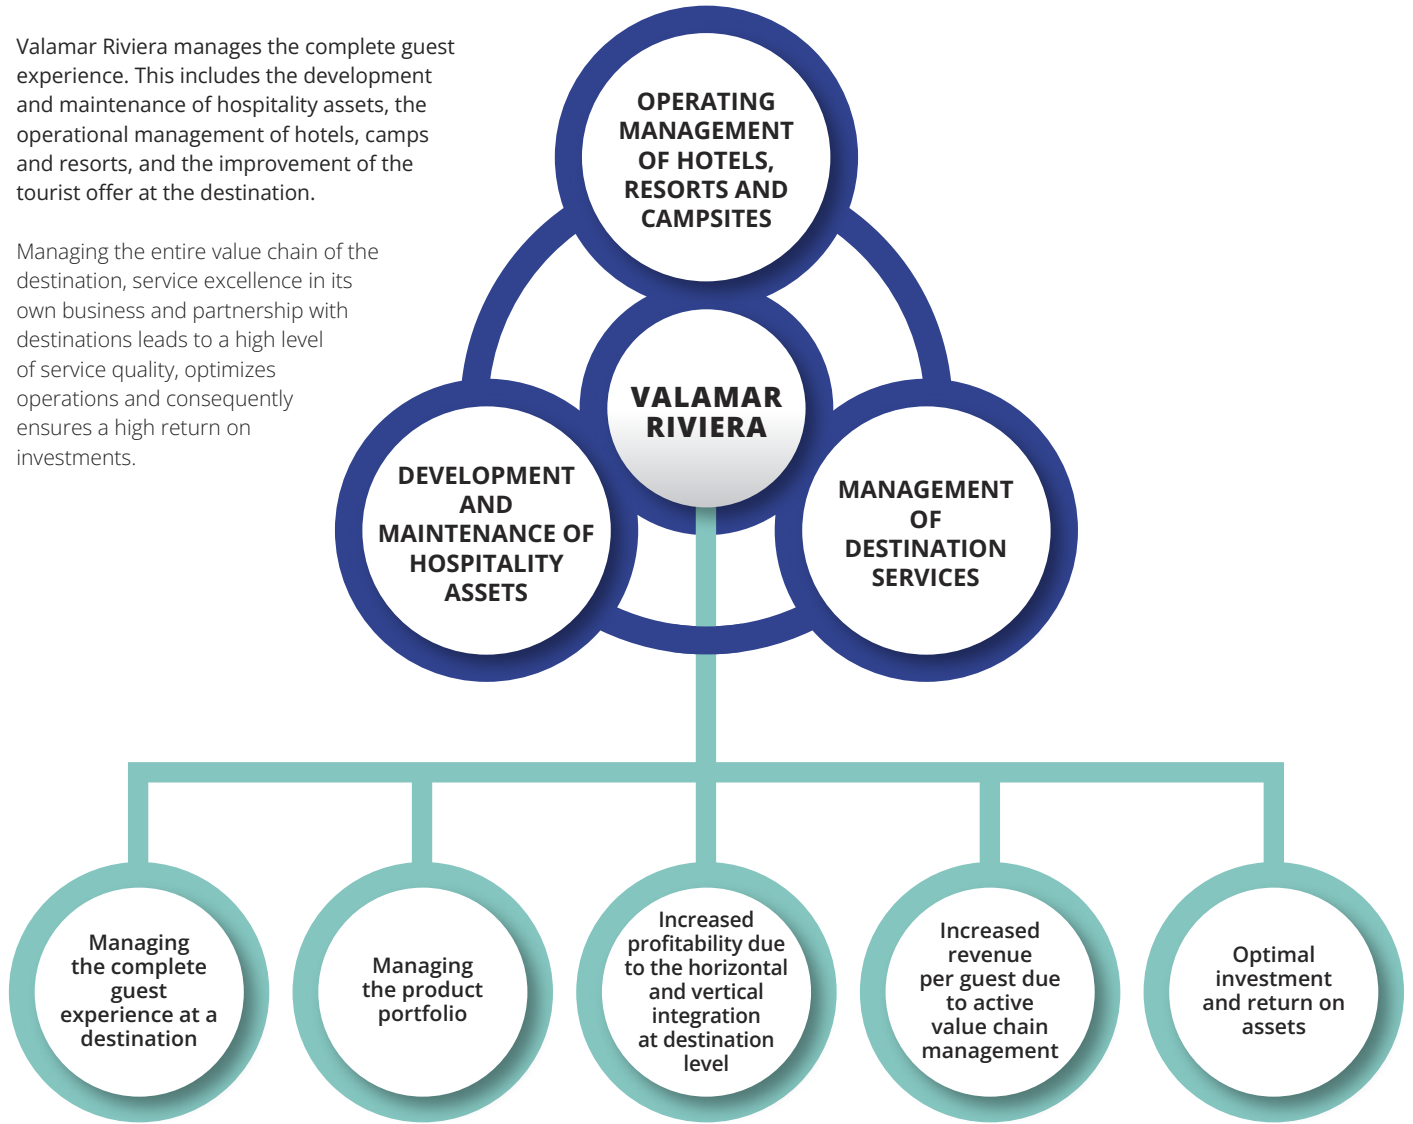 Valamar Riviera manages the complete guest
experience. This includes the development
and maintenance of hospitality assets, the
operational management of hotels, camps
and resorts, and the improvement of the
tourist offer at the destination.
Managing the entire value chain of the
destination, service excellence in its
own business and partnership with
destinations leads to a high level
of service quality, optimizes
operations and consequently
ensures a high return on
investments.
OPERATING
MANAGEMENT
OF HOTELS,
RESORTS AND
CAMPSITES
VALAMAR
RIVIERA
DEVELOPMENT
AND
MAINTENANCE OF
HOSPITALITY
ASSETS
MANAGEMENT
OF
DESTINATION
SERVICES
Managing
the complete
guest
experience at a
destination
Managing
the product
portfolio
Increased
profitability due
to the horizontal
and vertical
integration
at destination
level
Increased
revenue
per guest due
to active
value chain
management
Optimal
investment
and return on
assets